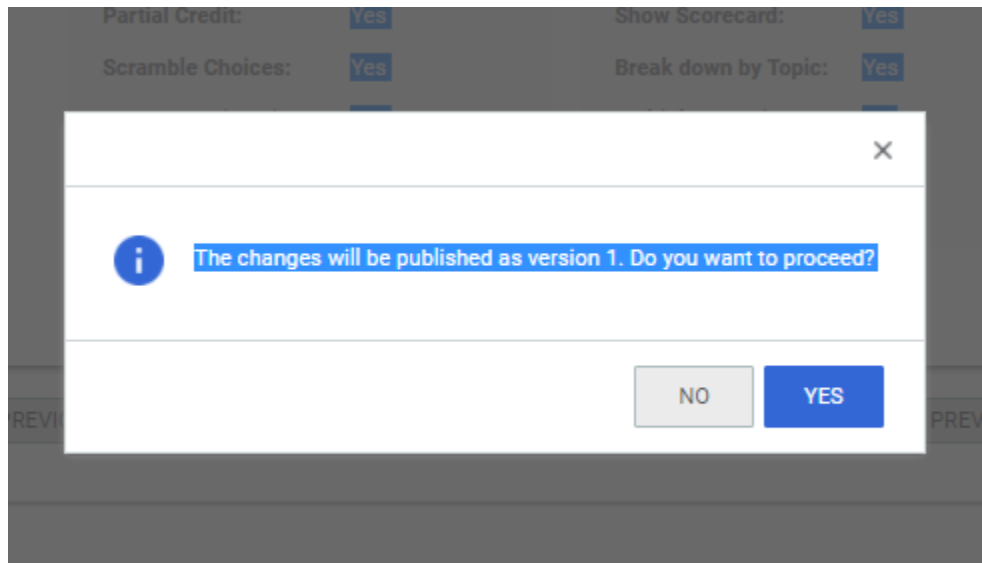 Partial Credit: Yes Show Scorecard: Yes
Scramble Choices: Yes Break down by Topic: Yes
The changes will be published as version 1. Do you want to proceed?
NO YES